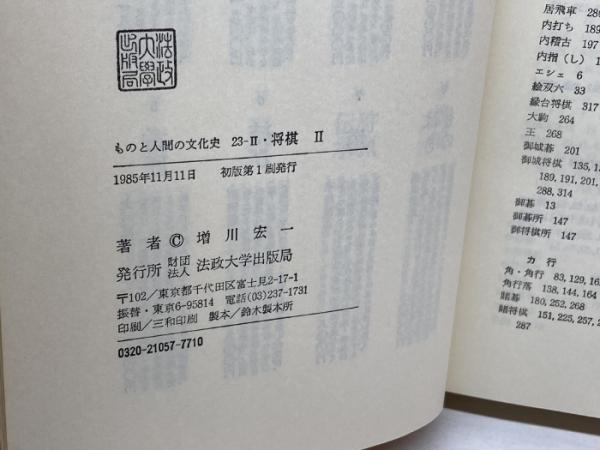 法政
大學
出版局
ものと人間の文化史 23-Ⅱ・将棋 Ⅱ
1985年11月11日 初版第1刷発行
著者 © 増川宏一
発行所 財団法人 法政大学出版局
〒102/東京都千代田区富士見2-17-1
振替・東京6-95814 電話(03)237-1731
印刷/三和印刷 製本/鈴木製本所
0320-21057-7710
居飛車 286
内打ち 189
内稽古 197
内指(し) 1
エシェ 6
絵双六 33
縁台将棋 317
大駒 264
王 268
御城碁 201
御城将棋 135, 1
189, 191, 201,
288, 314
御碁 13
御碁所 147
御将棋所 147
カ行
角・角行 83, 129, 163
角行落 138, 144, 164
賭碁 180, 252, 268
賭将棋 151, 225, 257, 2
287